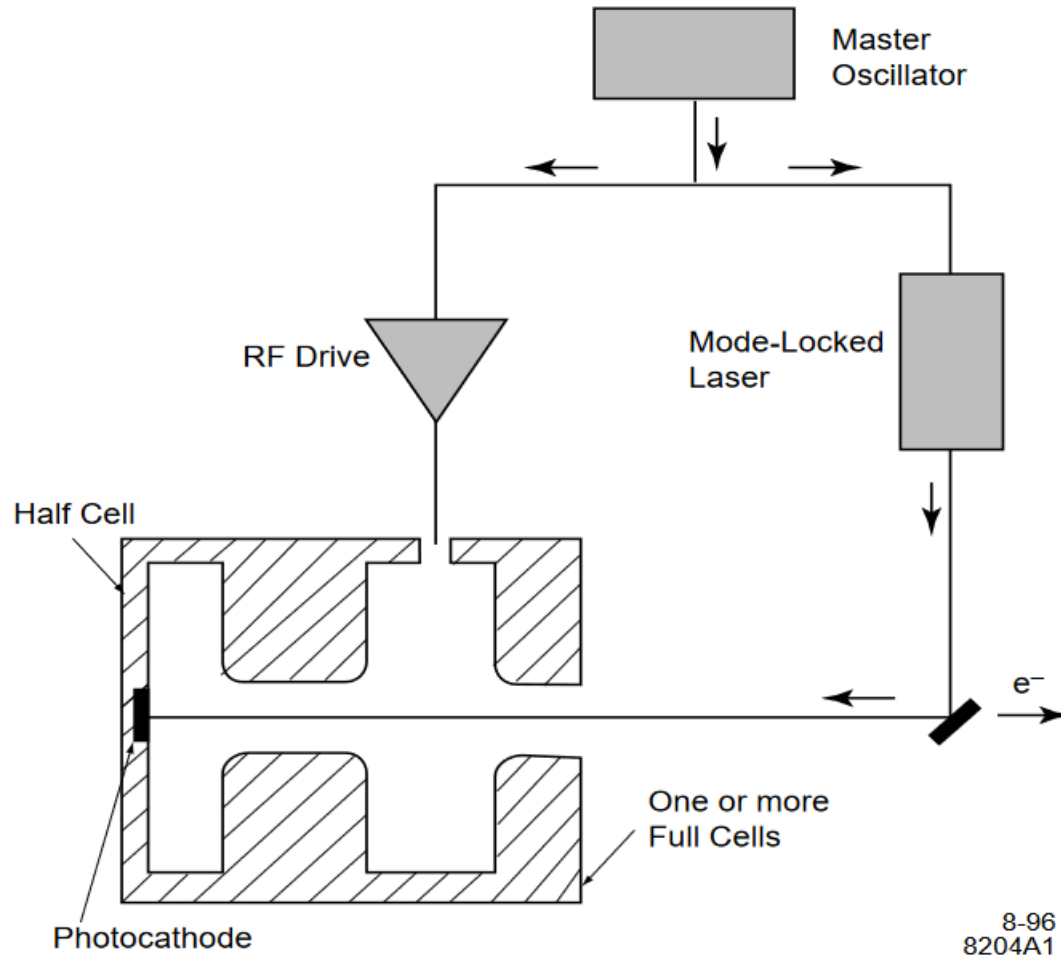 Master
Oscillator
RF Drive
Mode-Locked
Laser
Half Cell
e–
One or more
Full Cells
Photocathode
8-96
8204A1